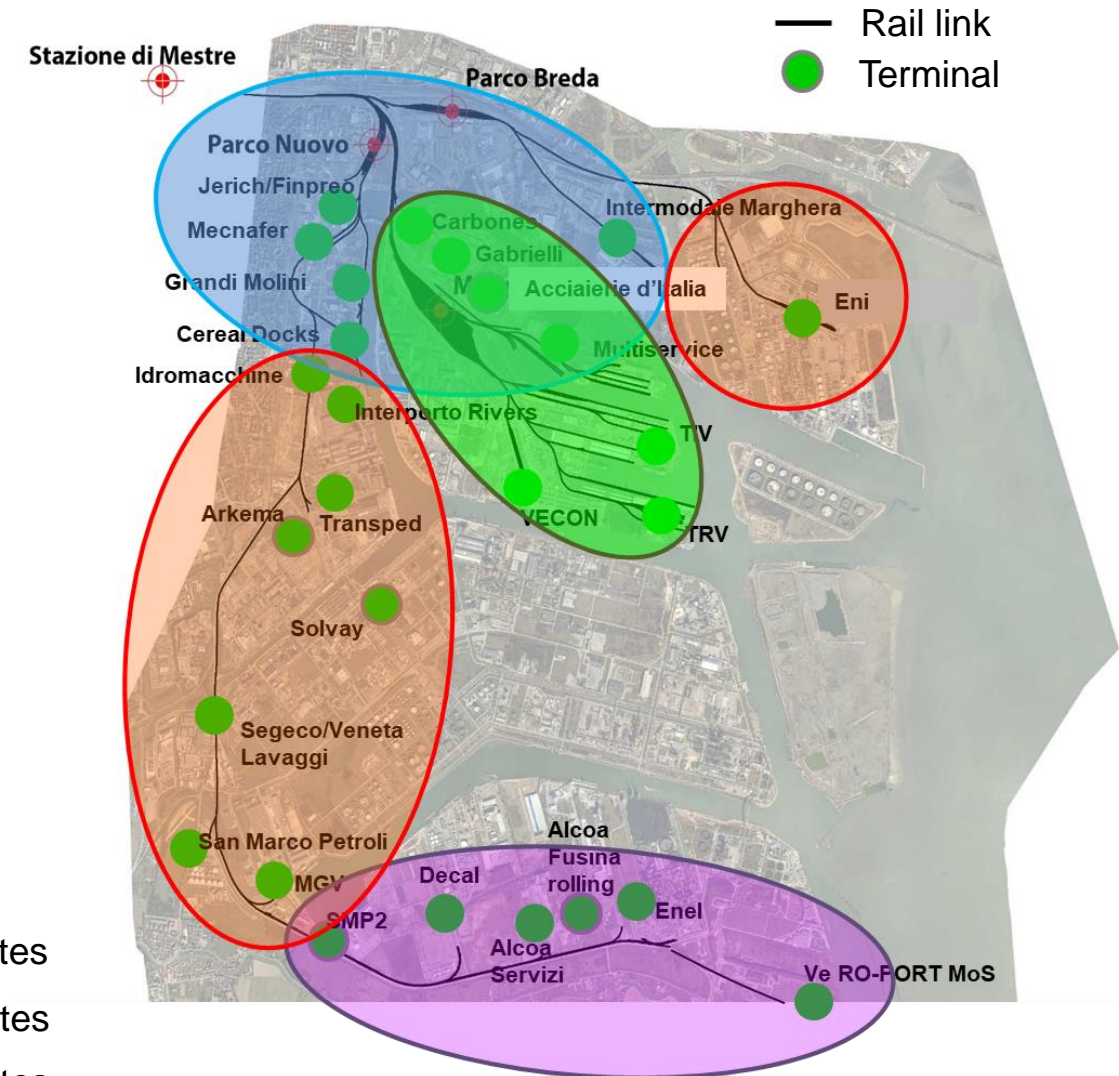 Rail link
Terminal
Stazione di Mestre
Parco Breda
Parco Nuovo
Jerich/Finpreo
Mecnafer
Carbones
Intermodale Marghera
Gabrielli
Grandi Molini
Acciaierie d'Italia
Eni
Cereal Docks
Multiservice
Idromacchine
Interporto Rivers
TIV
Arkema
Transped
VECON
TRV
Solvay
Segeco/Veneta
Lavaggi
San Marco Petroli
MGV
Alcoa
Fusina
rolling
Decal
SMP2
Enel
Alcoa
Servizi
Ve RO-PORT MoS
tes
tes
tes